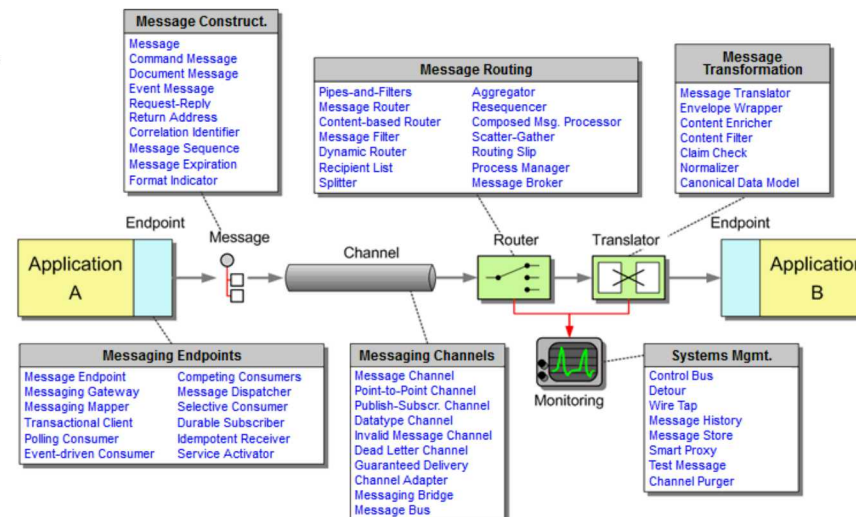 Message Construct.
Message
Command Message
Document Message
Event Message
Request-Reply
Return Address
Correlation Identifier
Message Sequence
Message Expiration
Format Indicator
Message Routing
Pipes-and-Filters
Message Router
Content-based Router
Message Filter
Dynamic Router
Recipient List
Splitter
Aggregator
Resequencer
Composed Msg. Processor
Scatter-Gather
Routing Slip
Process Manager
Message Broker
Message
Transformation
Message Translator
Envelope Wrapper
Content Enricher
Content Filter
Claim Check
Normalizer
Canonical Data Model
Endpoint
Message
Channel
Router
Translator
Endpoint
Application
A
Application
B
Monitoring
Messaging Endpoints
Message Endpoint
Messaging Gateway
Messaging Mapper
Transactional Client
Polling Consumer
Event-driven Consumer
Competing Consumers
Message Dispatcher
Selective Consumer
Durable Subscriber
Idempotent Receiver
Service Activator
Messaging Channels
Message Channel
Point-to-Point Channel
Publish-Subscr. Channel
Datatype Channel
Invalid Message Channel
Dead Letter Channel
Guaranteed Delivery
Channel Adapter
Messaging Bridge
Message Bus
Systems Mgmt.
Control Bus
Detour
Wire Tap
Message History
Message Store
Smart Proxy
Test Message
Channel Purger